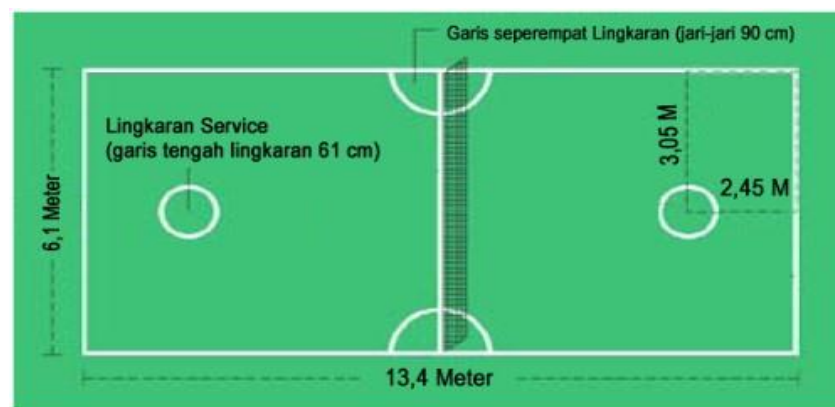 Garis seperempat Lingkaran (jari-jari 90 cm)
Lingkaran Service
(garis tengah lingkaran 61 cm)
3,05 M
2,45 M
6,1 Meter
13,4 Meter